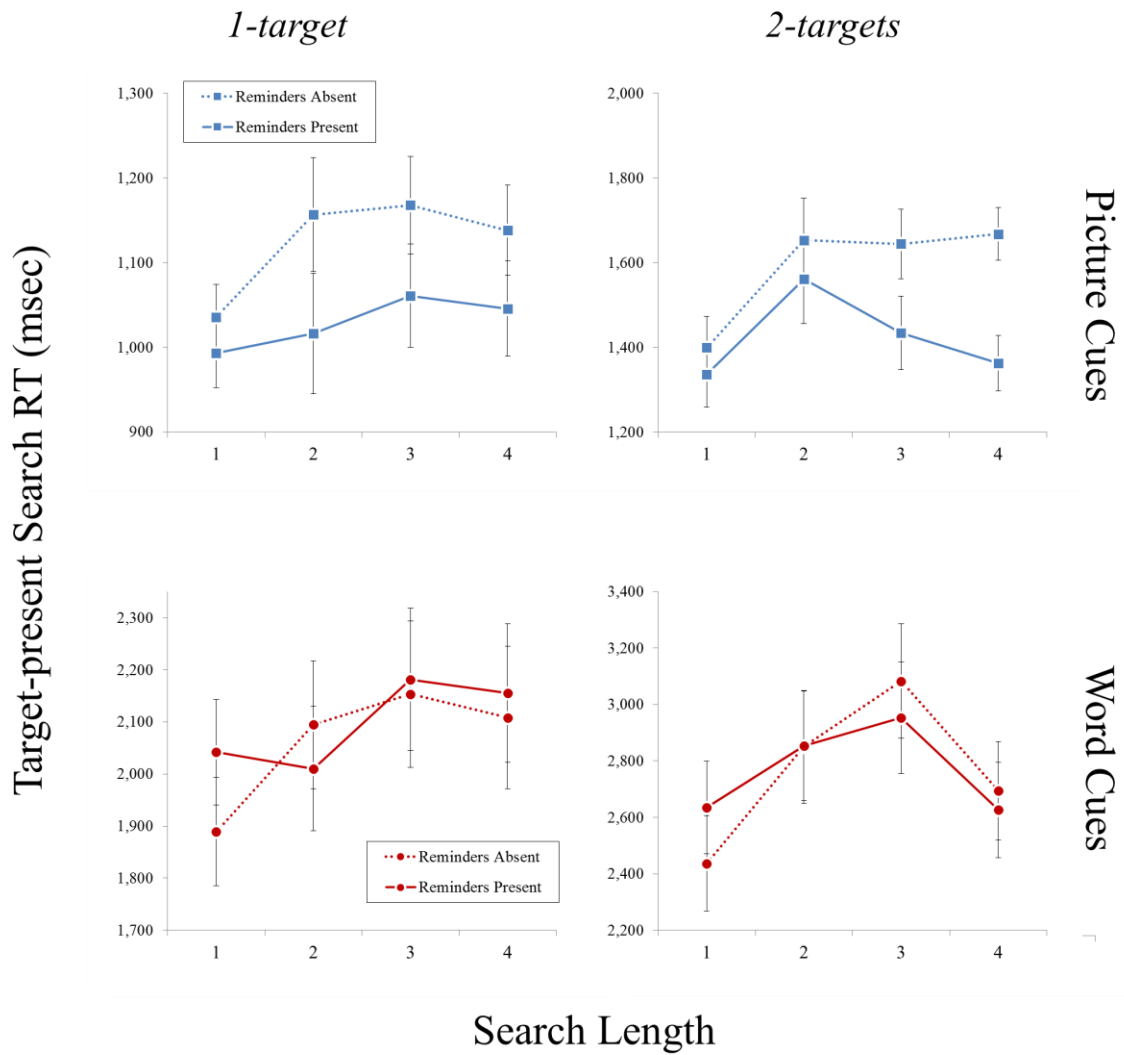 1-target
2-targets
Target-present Search RT (msec)
1,300
1,200
1,100
1,000
900
Reminders Absent
Reminders Present
1 2 3 4
2,000
1,800
1,600
1,400
1,200
1 2 3 4
Picture Cues
2,300
2,200
2,100
2,000
1,900
1,800
1,700
Reminders Absent
Reminders Present
1 2 3 4
3,400
3,200
3,000
2,800
2,600
2,400
2,200
1 2 3 4
Word Cues
Search Length